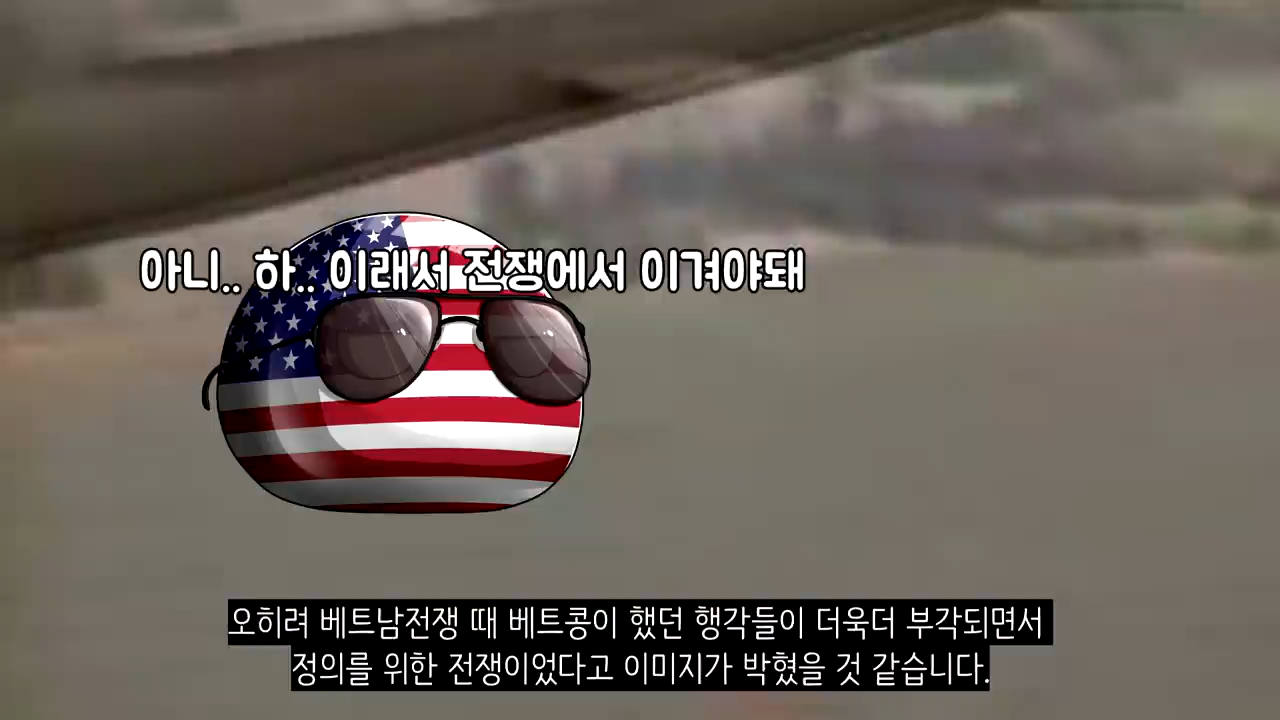 아니.. 하.. 이래서 전쟁에서 이겨야돼
오히려 베트남전쟁 때 베트콩이 했던 행각들이 더욱더 부각되면서
정의를 위한 전쟁이었다고 이미지가 박혔을 것 같습니다.